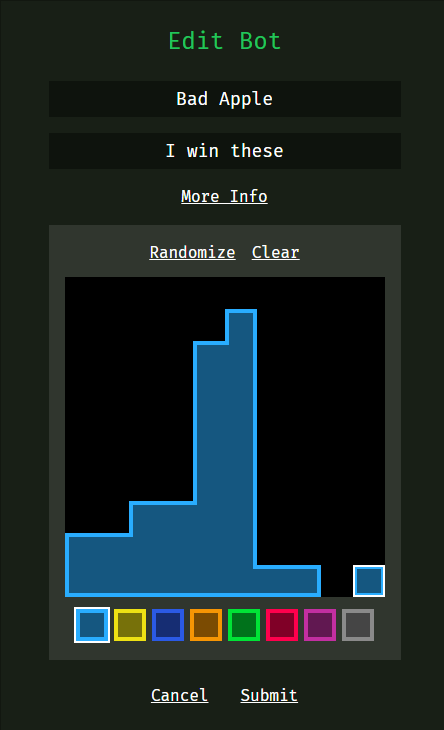 Edit Bot
Bad Apple
I win these
More Info
Randomize Clear
Cancel Submit